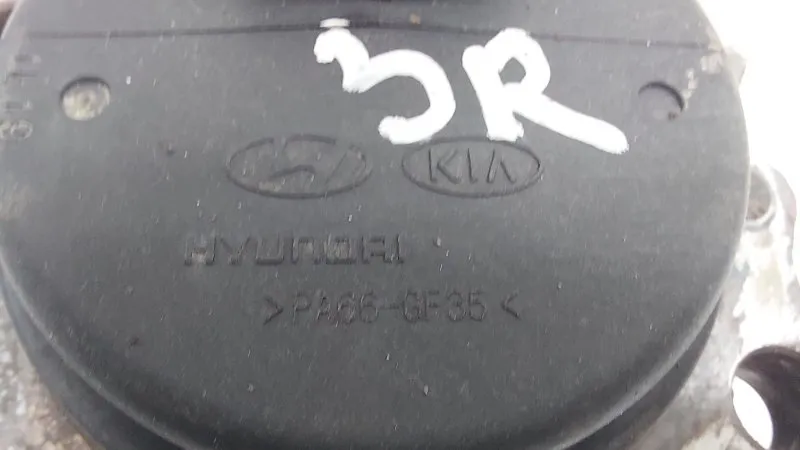 3R
KIA
HYUNDAI
>PA66-GF35<